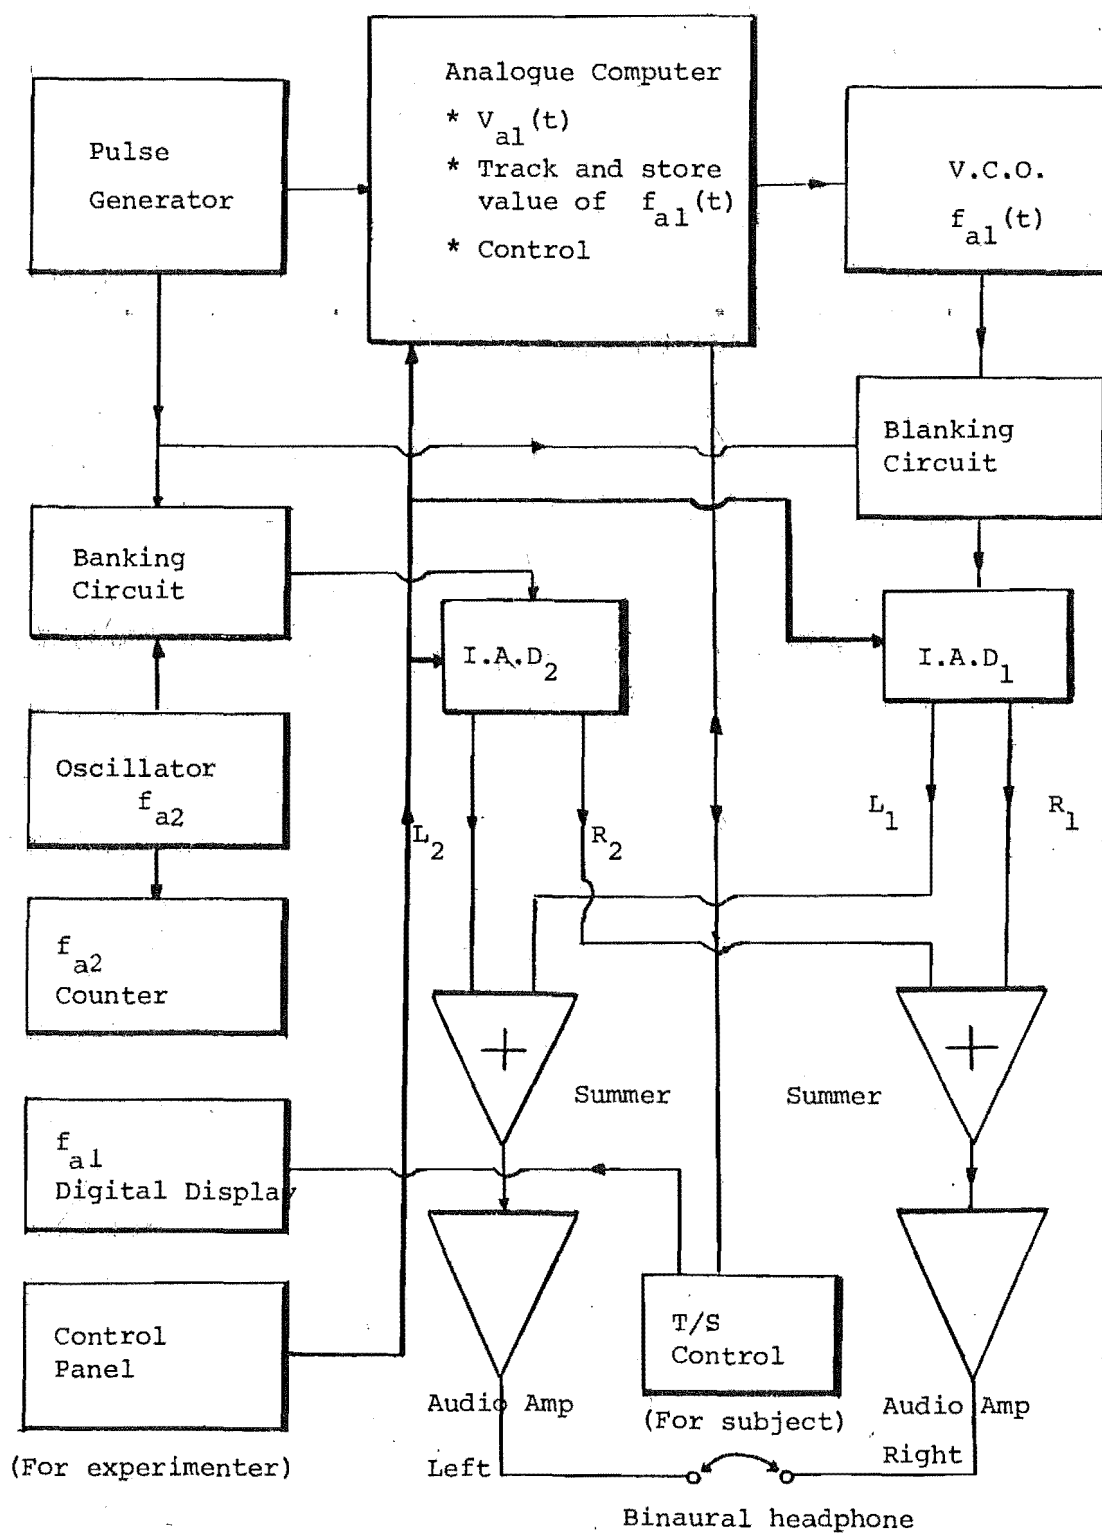 Analogue Computer
* V_a1(t)
* Track and store
value of f_a1(t)
* Control
Pulse
Generator
V.C.O.
f_a1(t)
Blanking
Circuit
Banking
Circuit
I.A.D_2
I.A.D_1
Oscillator
f_a2
L_2
R_2
L_1
R_1
f_a2
Counter
+
+
Summer
Summer
f_a1
Digital Display
T/S
Control
(For subject)
Control
Panel
(For experimenter)
Audio Amp
Left
Audio Amp
Right
Binaural headphone